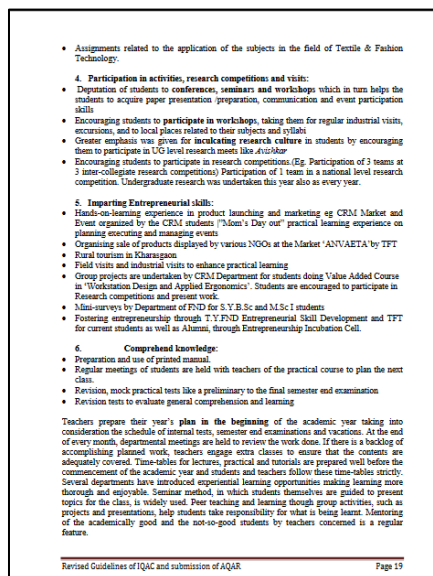 • Assignments related to the application of the subjects in the field of Textile & Fashion
Technology.
4. Participation in activities, research competitions and visits:
• Deputation of students to conferences, seminars and workshops which in turn helps the
students to acquire paper presentation /preparation, communication and event participation
skills
• Encouraging students to participate in workshops, taking them for regular industrial visits,
excursions, and to local places related to their subjects and syllabi
• Greater emphasis was given for inculcating research culture in students by encouraging
them to participate in UG level research meets like Avishkar
• Encouraging students to participate in research competitions.(Eg. Participation of 3 teams at
3 inter-collegiate research competitions) Participation of 1 team in a national level research
competition. Undergraduate research was undertaken this year also as every year.
5. Imparting Entrepreneurial skills:
• Hands-on-learning experience in product launching and marketing eg CRM Market and
Event organized by the CRM students /"Mom's Day out" practical learning experience on
planning executing and managing events
• Organising sale of products displayed by various NGOs at the Market 'ANVAETA' by TFT
• Rural tourism in Kharasgaon
• Field visits and industrial visits to enhance practical learning
• Group projects are undertaken by CRM Department for students doing Value Added Course
in 'Workstation Design and Applied Ergonomics'. Students are encouraged to participate in
Research competitions and present work.
• Mini-surveys by Department of FND for S.Y.B.Sc and M.Sc I students
• Fostering entrepreneurship through T.Y.FND Entrepreneurial Skill Development and TFT
for current students as well as Alumni, through Entrepreneurship Incubation Cell.
6. Comprehend knowledge:
• Preparation and use of printed manual.
• Regular meetings of students are held with teachers of the practical course to plan the next
class.
• Revision, mock practical tests like a preliminary to the final semester end examination
• Revision tests to evaluate general comprehension and learning
Teachers prepare their year's plan in the beginning of the academic year taking into
consideration the schedule of internal tests, semester end examinations and vacations. At the end
of every month, departmental meetings are held to review the work done. If there is a backlog of
accomplishing planned work, teachers engage extra classes to ensure that the contents are
adequately covered. Time-tables for lectures, practical and tutorials are prepared well before the
commencement of the academic year and students and teachers follow these time-tables strictly.
Several departments have introduced experiential learning opportunities making learning more
thorough and enjoyable. Seminar method, in which students themselves are guided to present
topics for the class, is widely used. Peer teaching and learning though group activities, such as
projects and presentations, help students take responsibility for what is being learnt. Mentoring
of the academically good and the not-so-good students by teachers concerned is a regular
feature.
Revised Guidelines of IQAC and submission of AQAR Page 19